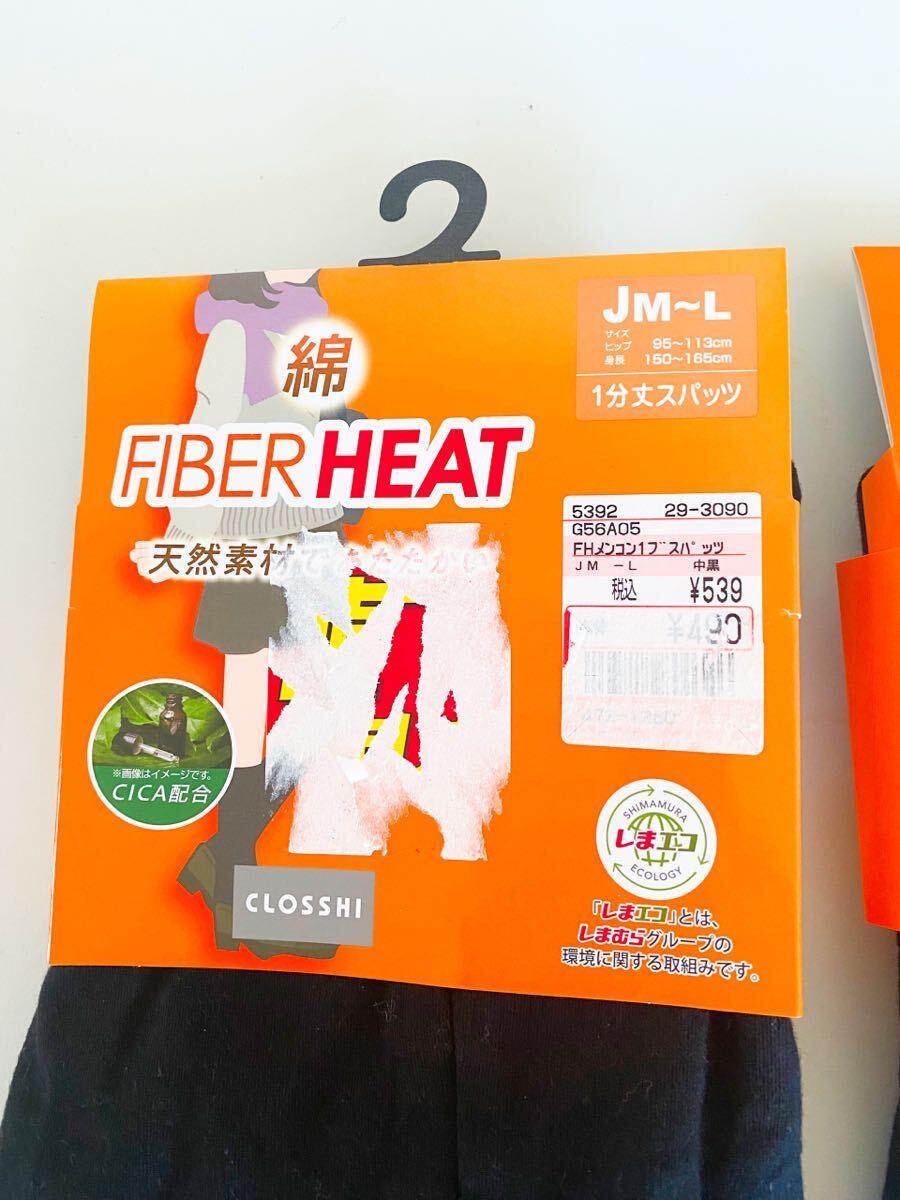 JM~L
サイズ
ヒップ 95~113cm
身長 150~165cm
1分丈スパッツ
綿
FIBER HEAT
天然素材であたたかい
5392 29-3090
G56A05
FHメンコン1ブスパッツ
JM -L 中黒
税込 ¥539
¥490
※画像はイメージです。
CICA配合
CLOSSHI
SHIMAMURA
しまエコ
ECOLOGY
「しまエコ」とは、
しまむらグループの
環境に関する取組みです。